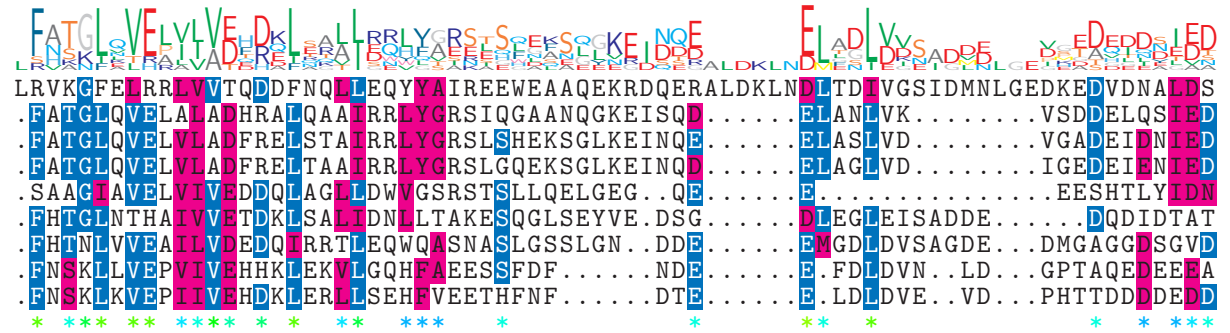 LRVKGFELRRLVVTQDDFNQLLEQYYAIREEWEAAQEKRDQERALDKLNDLTDIVGSIDMNLGEDKEDVDNALDS
.FATGLQVELALADHRALQAAIRRLYGRSIQGAANQGKEISQD......ELANLVK........VSDDELQSIED
.FATGLQVELVLADFRELSTAIRRLYGRSLSHEKSGLKEINQE......ELASLVD........VGADEIDNIED
.FATGLQVELVLADFRELTAAIRRLYGRSLGQEKSGLKEINQD......ELAGLVD........IGEDEIENIED
.SAAGIAVELVIVEDDQLAGLLDWVGSRSTSLLQELGEG..QE......E...............EESHTLYIDN
.FHTGLNTHAIVVETDKLSALIDNLLTAKESQGLSEYVE.DSG......DLEGLEISADDE......DQDIDTAT
.FHTNLVVEAILVDEDQIRRTLEQWQASNASLGSSLGN..DDE......EMGDLDVSAGDE...DMGAGGDSGVD
.FNSKLLVEPVIVEHHKLEKVLGQHFAEESSFDF......NDE......E.FDLDVN..LD...GPTAQEDEEEA
.FNSKLKVEPIIVEHDKLERLLSEHFVEETHFNF......DTE......E.LDLDVE..VD...PHTTDDDDEDD